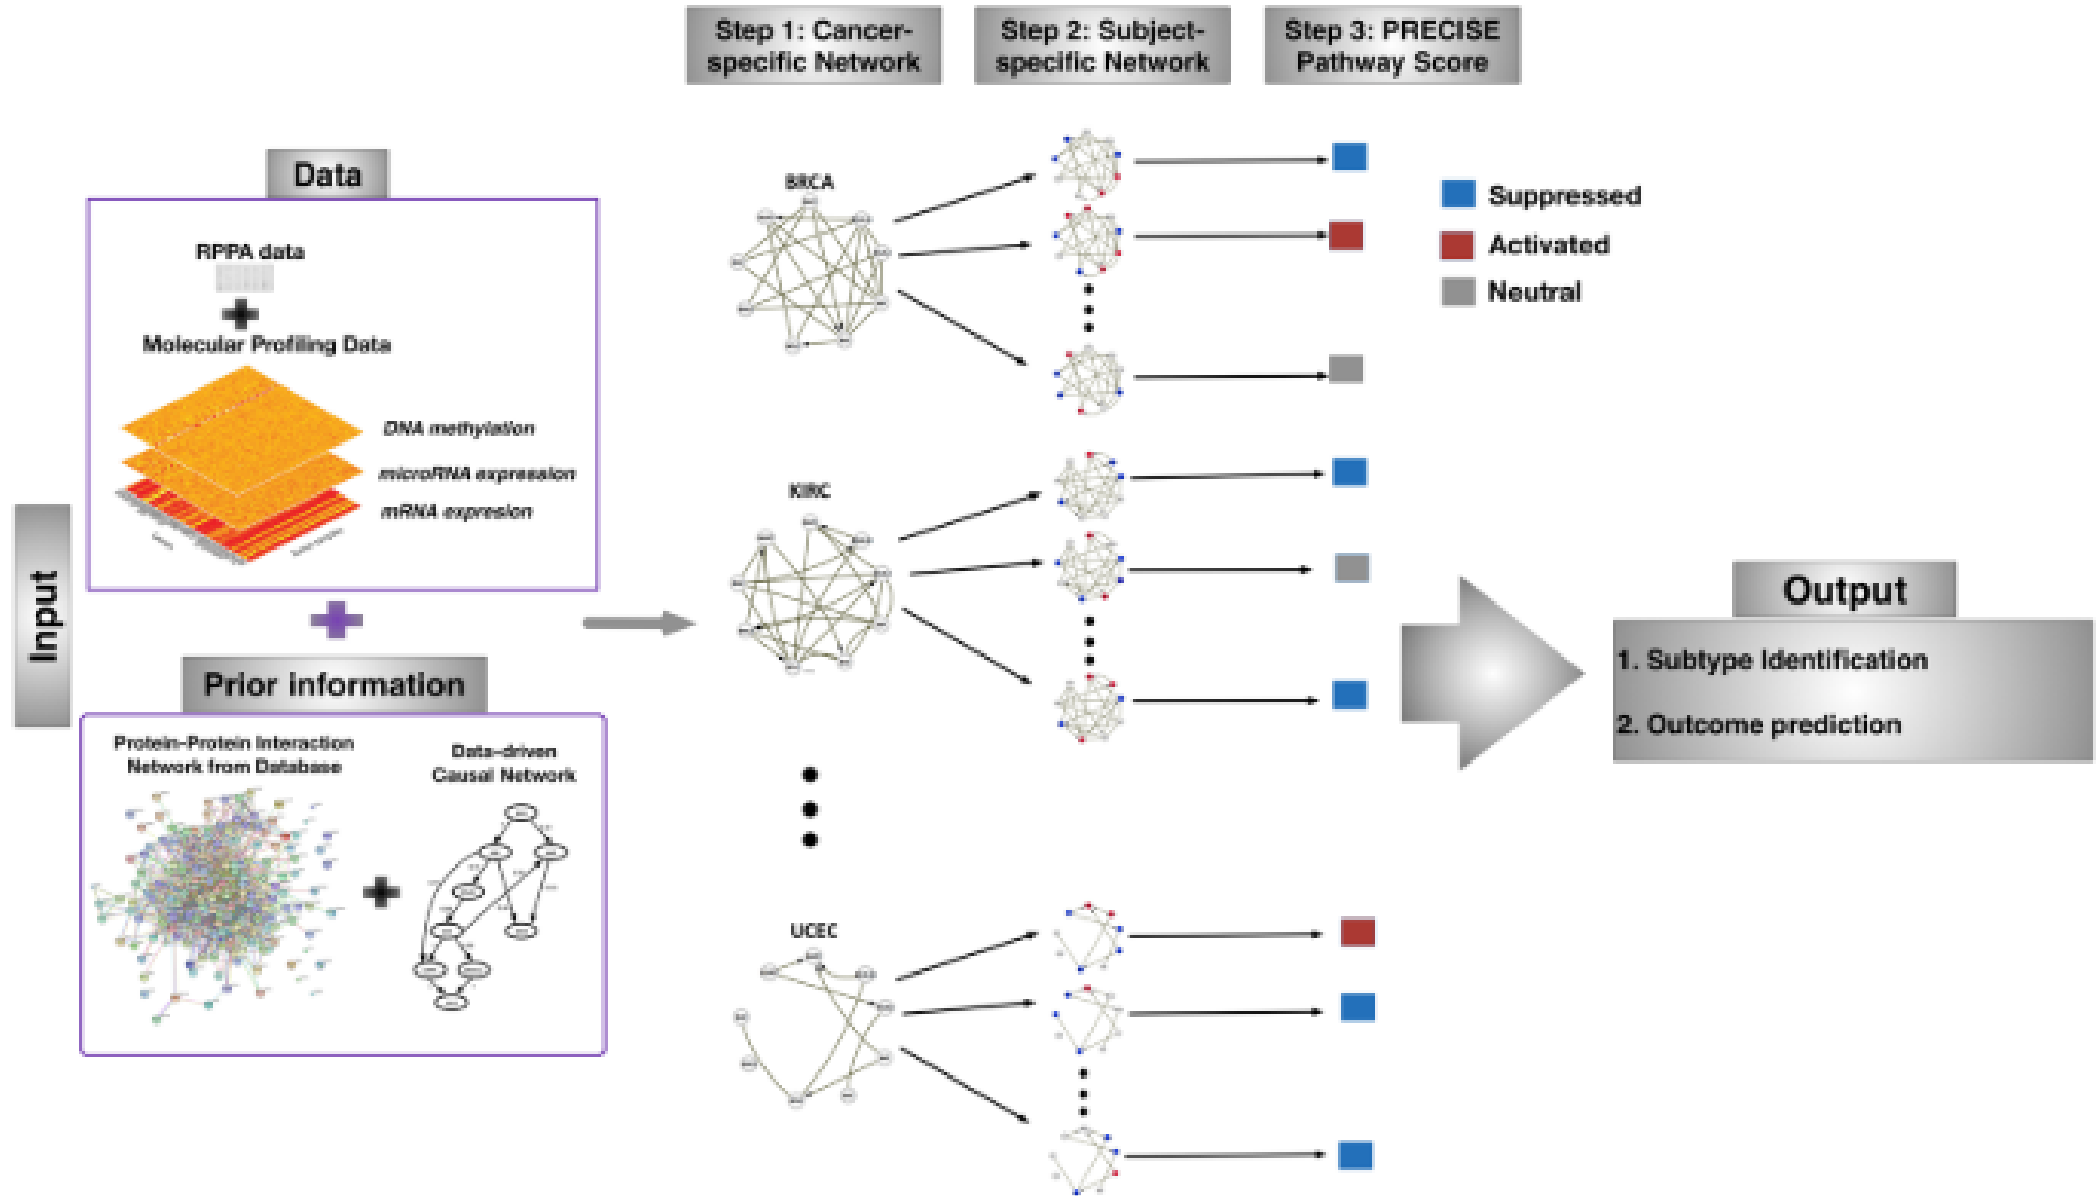 Step 1: Cancer-
specific Network
Step 2: Subject-
specific Network
Step 3: PRECISE
Pathway Score
Data
RPPA data
Molecular Profiling Data
DNA methylation
microRNA expression
mRNA expresion
Input
Prior information
Protein-Protein Interaction
Network from Database
Data-driven
Causal Network
BRCA
KIRC
UCEC
Suppressed
Activated
Neutral
Output
1. Subtype Identification
2. Outcome prediction